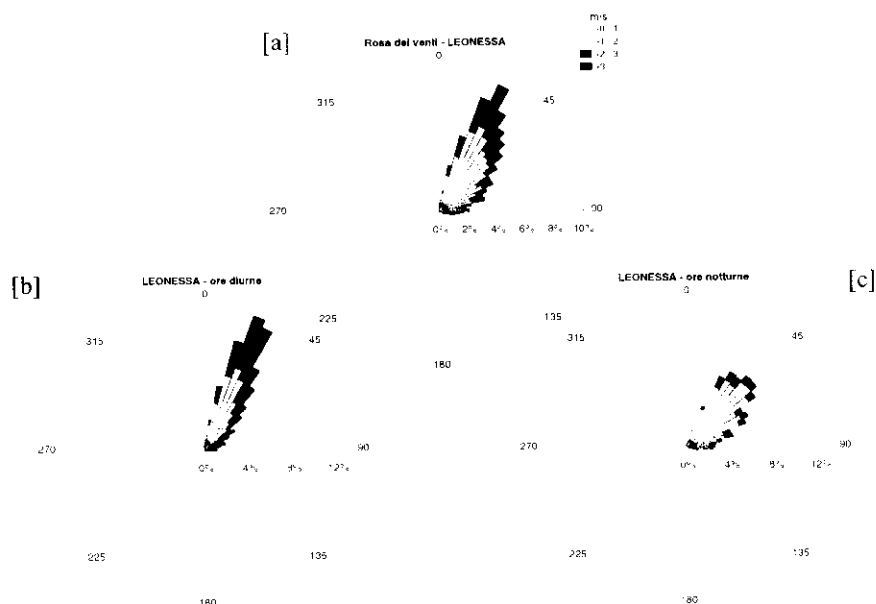 m/s
[a]
Rosa dei venti - LEONESSA
0
315
45
270
90
0% 2% 4% 6% 8% 10%
[b]
LEONESSA - ore diurne
0
315
45
270
90
0% 4% 8% 12%
225
135
180
[c]
LEONESSA - ore notturne
0
315
45
270
90
0% 4% 8% 12%
225
135
180
225
135
180